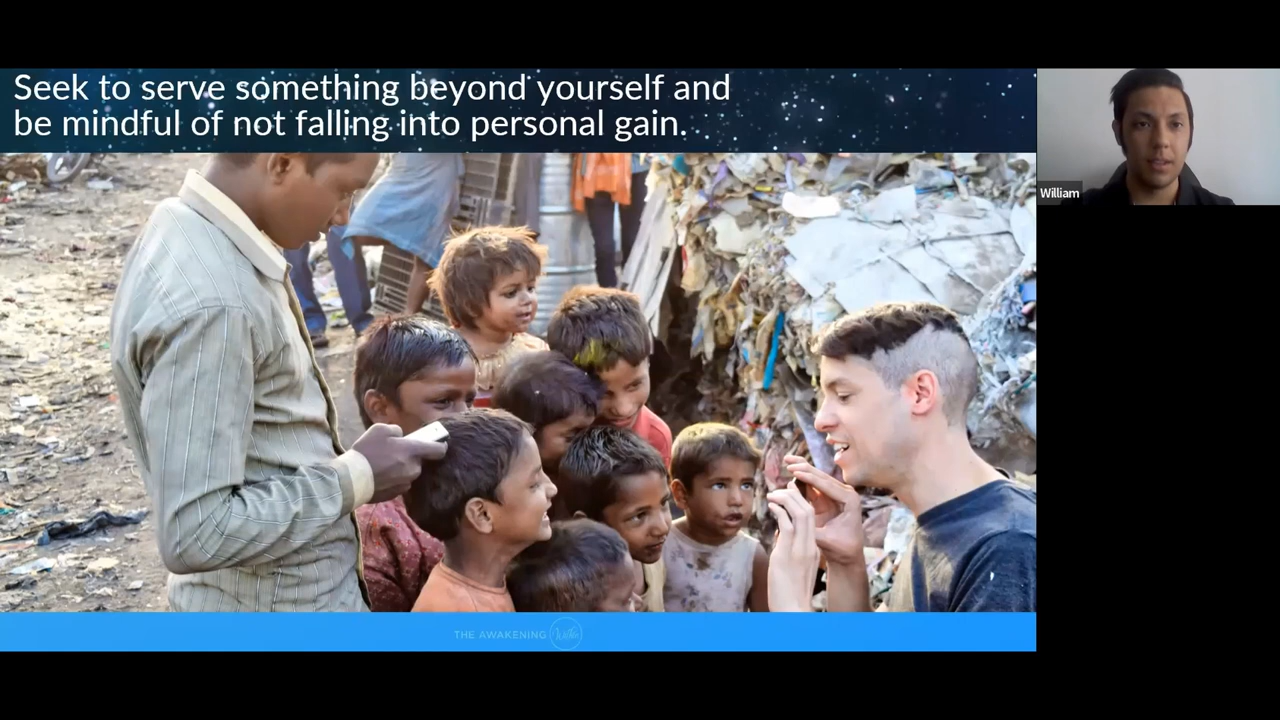 Seek to serve something beyond yourself and
be mindful of not falling into personal gain.
William
THE AWAKENING